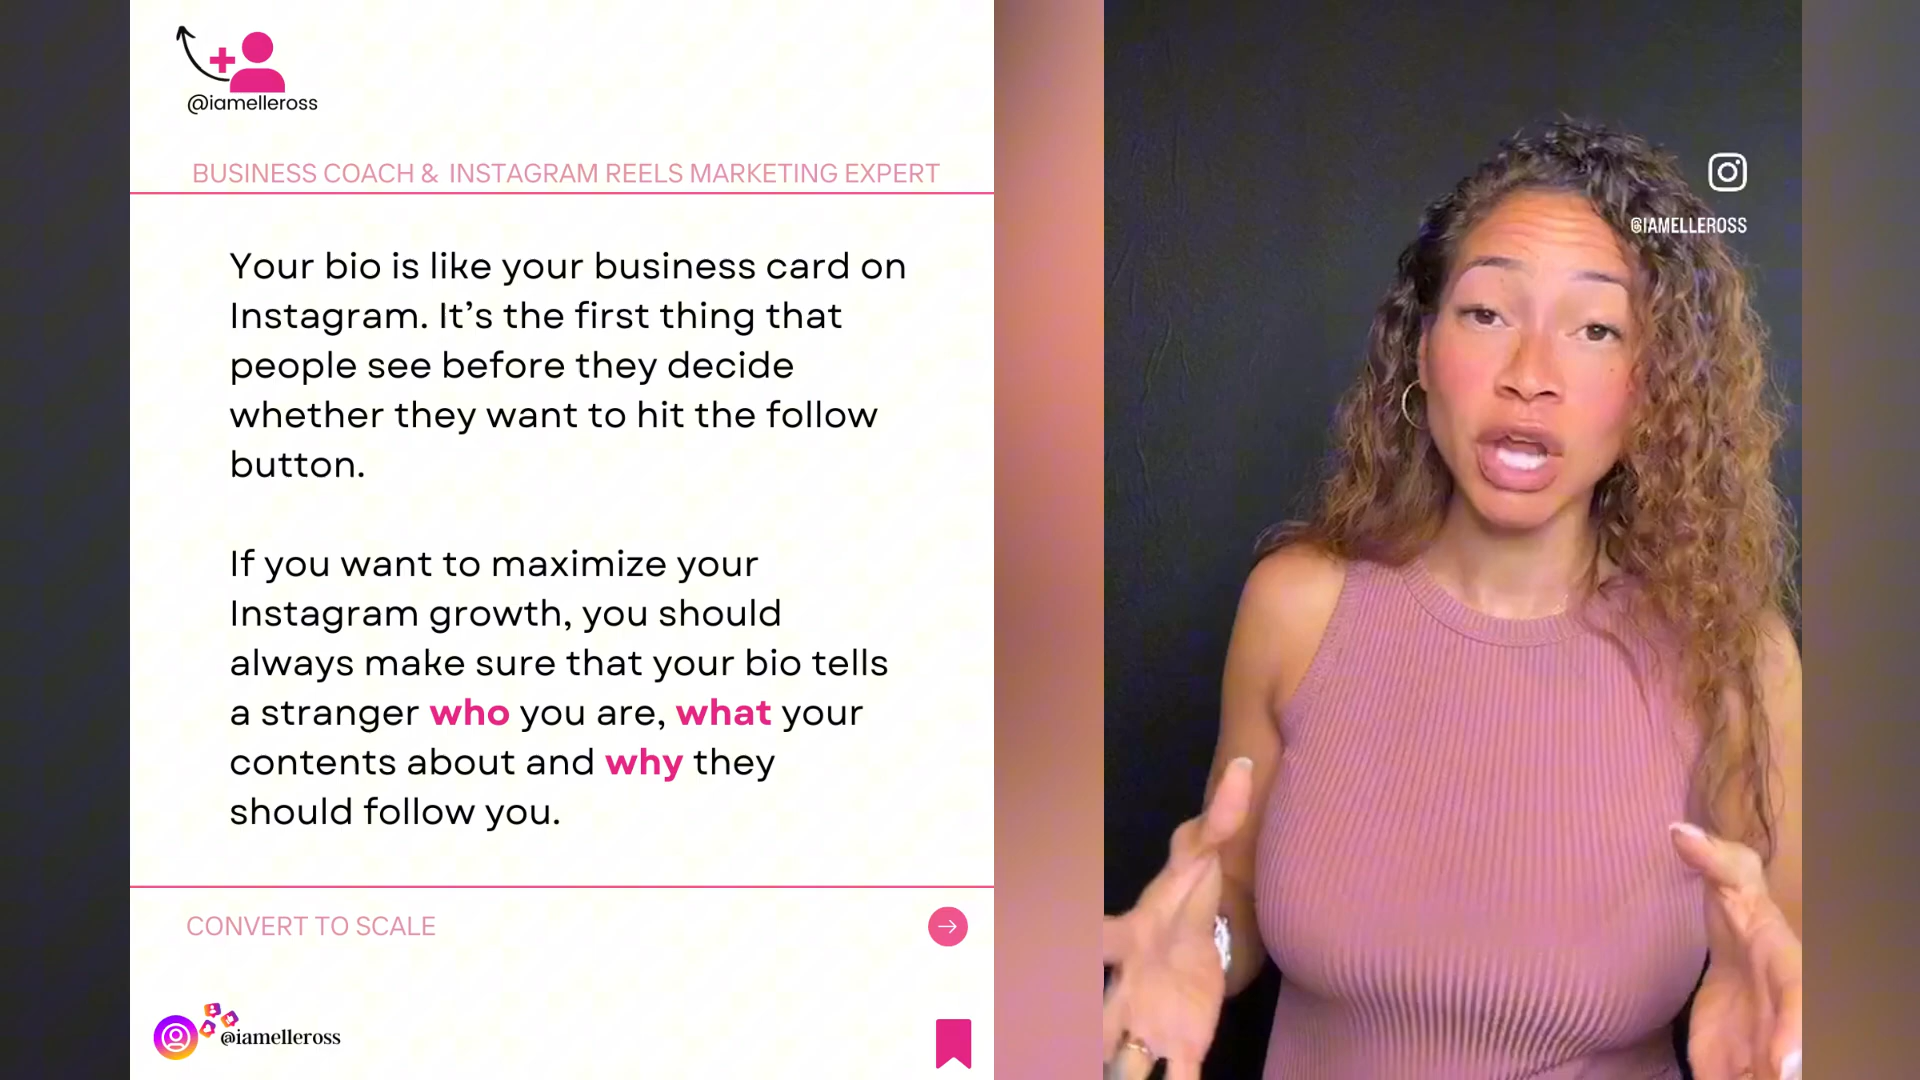 @iamelleross
BUSINESS COACH & INSTAGRAM REELS MARKETING EXPERT
Your bio is like your business card on
Instagram. It’s the first thing that
people see before they decide
whether they want to hit the follow
button.
If you want to maximize your
Instagram growth, you should
always make sure that your bio tells
a stranger who you are, what your
contents about and why they
should follow you.
CONVERT TO SCALE
@iamelleross
@IAMELLEROSS